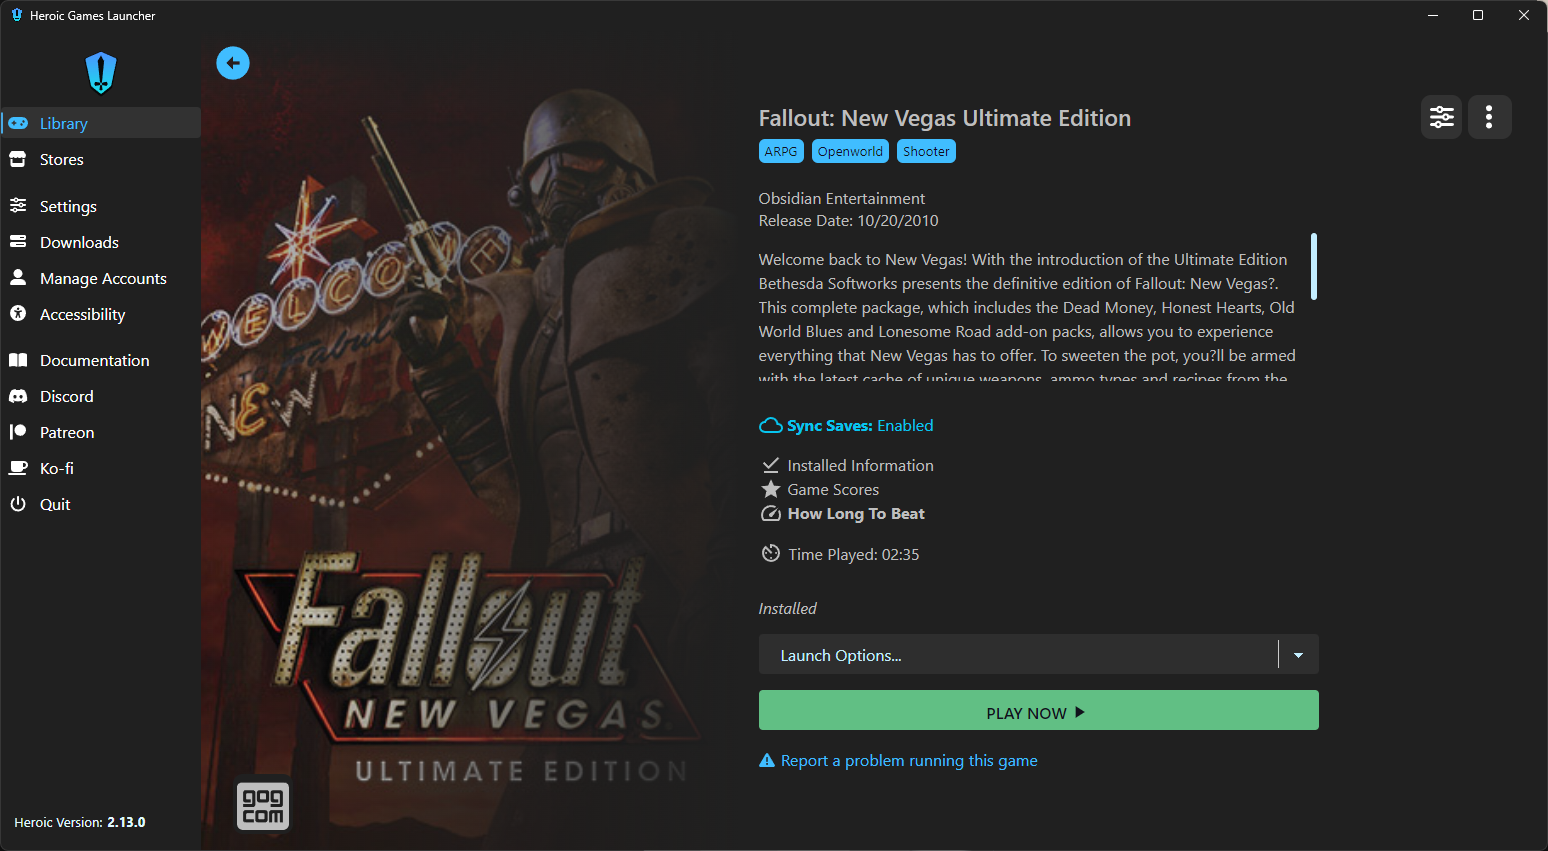 Heroic Games Launcher
Library
Stores
Settings
Downloads
Manage Accounts
Accessibility
Documentation
Discord
Patreon
Ko-fi
Quit
Heroic Version: 2.13.0
WELCOME
To Fabulous
NEW VEGAS
Fallout
NEW VEGAS
ULTIMATE EDITION
gog
com
Fallout: New Vegas Ultimate Edition
ARPG Openworld Shooter
Obsidian Entertainment
Release Date: 10/20/2010
Welcome back to New Vegas! With the introduction of the Ultimate Edition
Bethesda Softworks presents the definitive edition of Fallout: New Vegas?.
This complete package, which includes the Dead Money, Honest Hearts, Old
World Blues and Lonesome Road add-on packs, allows you to experience
everything that New Vegas has to offer. To sweeten the pot, you?ll be armed
with the latest cache of unique weapons, ammo types and recipes from the
Sync Saves: Enabled
Installed Information
Game Scores
How Long To Beat
Time Played: 02:35
Installed
Launch Options...
PLAY NOW
Report a problem running this game